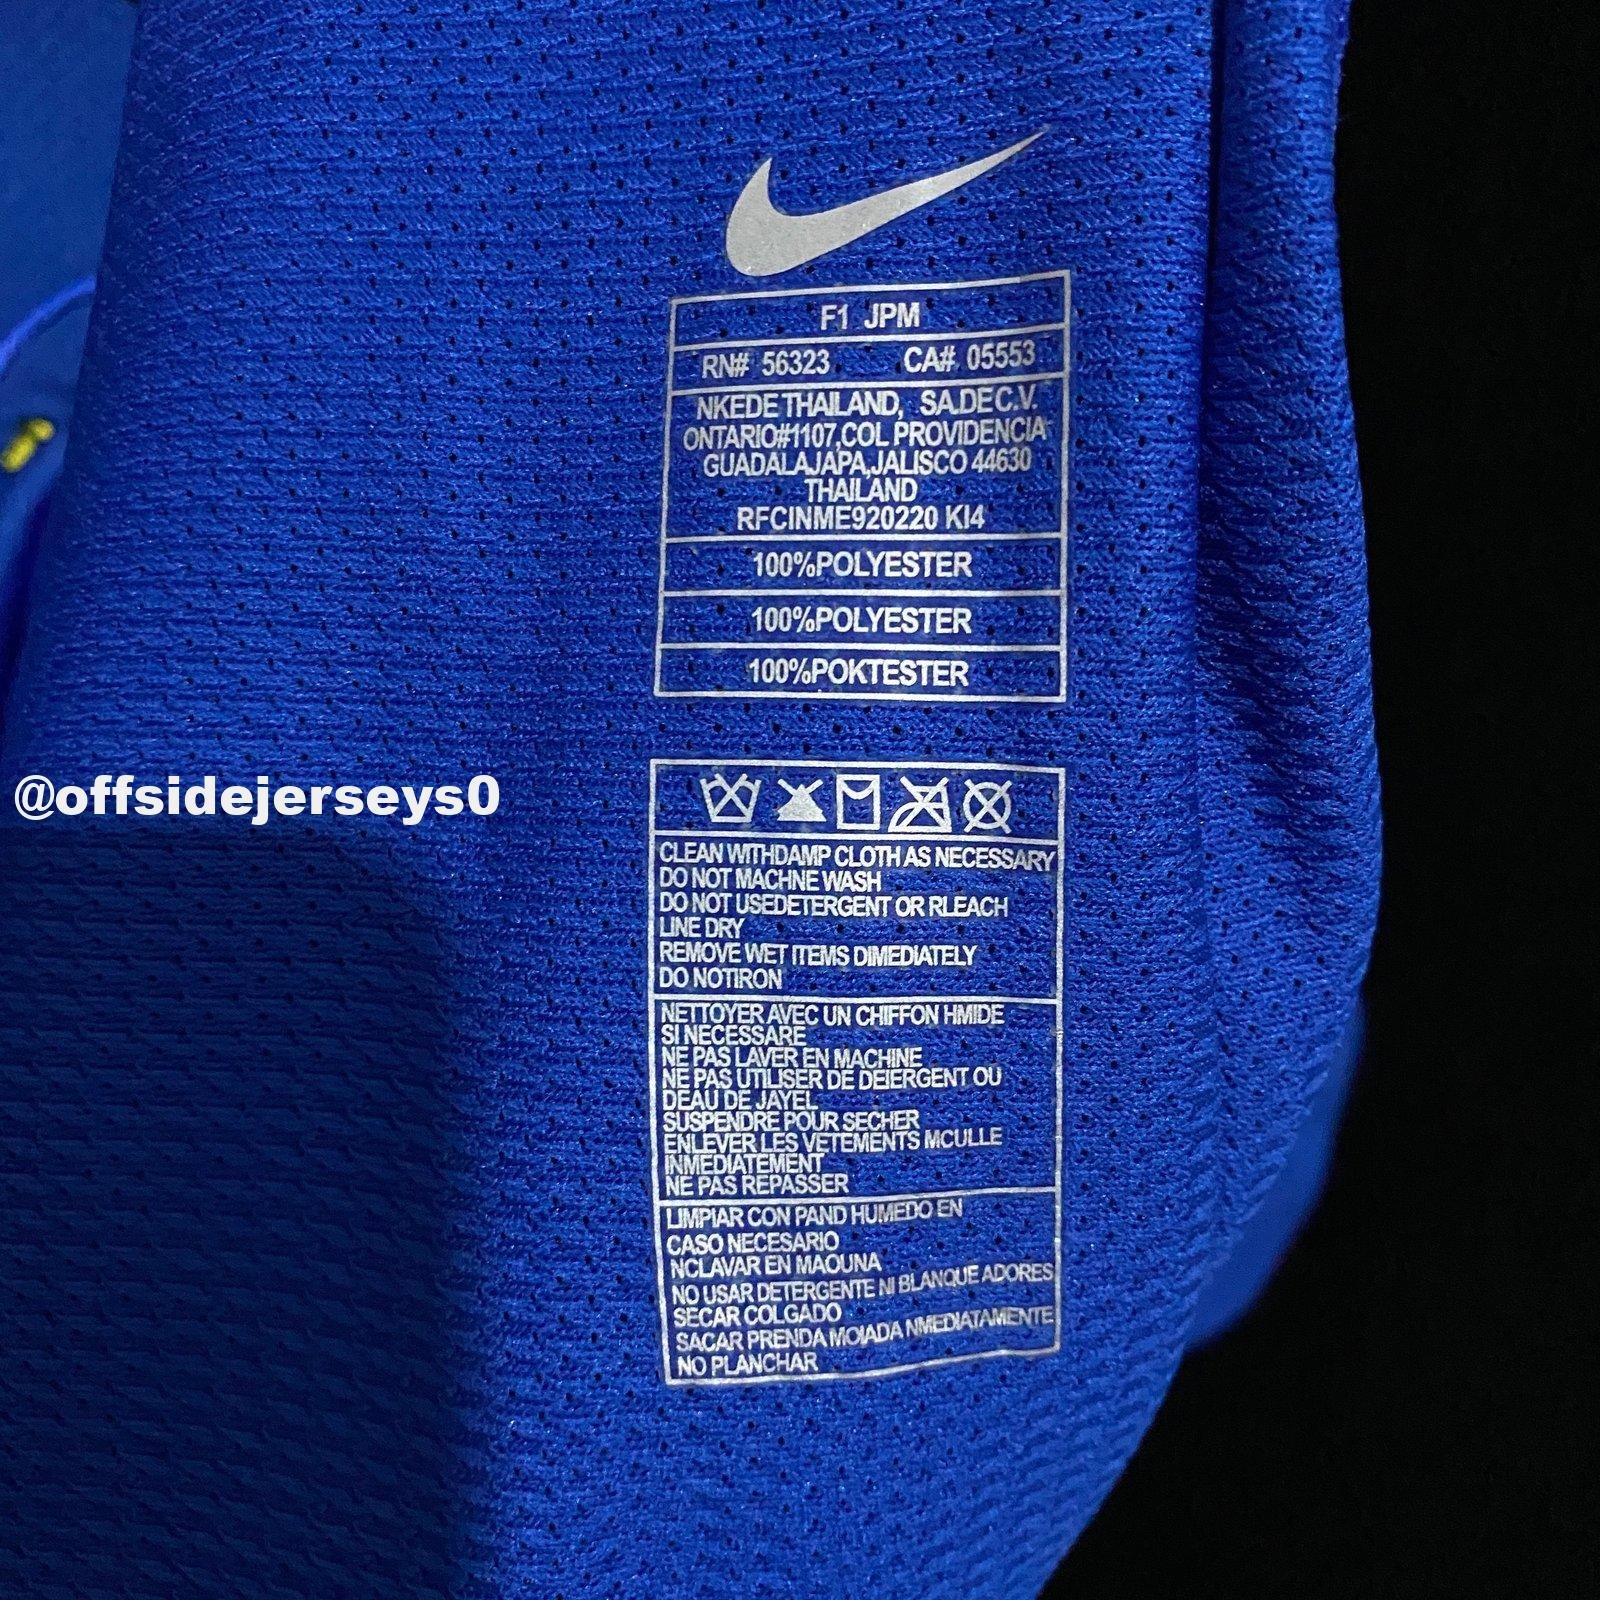 F1 JPM
RN# 56323 CA# 05553
NKEDE THAILAND, SA.DE C.V.
ONTARIO#1107,COL PROVIDENCIA
GUADALAJAPA,JALISCO 44630
THAILAND
RFCINME920220 KI4
100%POLYESTER
100%POLYESTER
100%POKTESTER
@offsidejerseys0
CLEAN WITHDAMP CLOTH AS NECESSARY
DO NOT MACHNE WASH
DO NOT USEDETERGENT OR RLEACH
LINE DRY
REMOVE WET ITEMS DIMEDIATELY
DO NOTIRON
NETTOYER AVEC UN CHIFFON HMIDE
SI NECESSARE
NE PAS LAVER EN MACHINE
NE PAS UTILISER DE DEIERGENT OU
DEAU DE JAYEL
SUSPENDRE POUR SECHER
ENLEVER LES VETEMENTS MCULLE
INMEDIATEMENT
NE PAS REPASSER
LIMPIAR CON PAND HUMEDO EN
CASO NECESARIO
NCLAVAR EN MAOUNA
NO USAR DETERGENTE NI BLANQUE ADORES
SECAR COLGADO
SACAR PRENDA MOIADA NMEDIATAMENTE
NO PLANCHAR